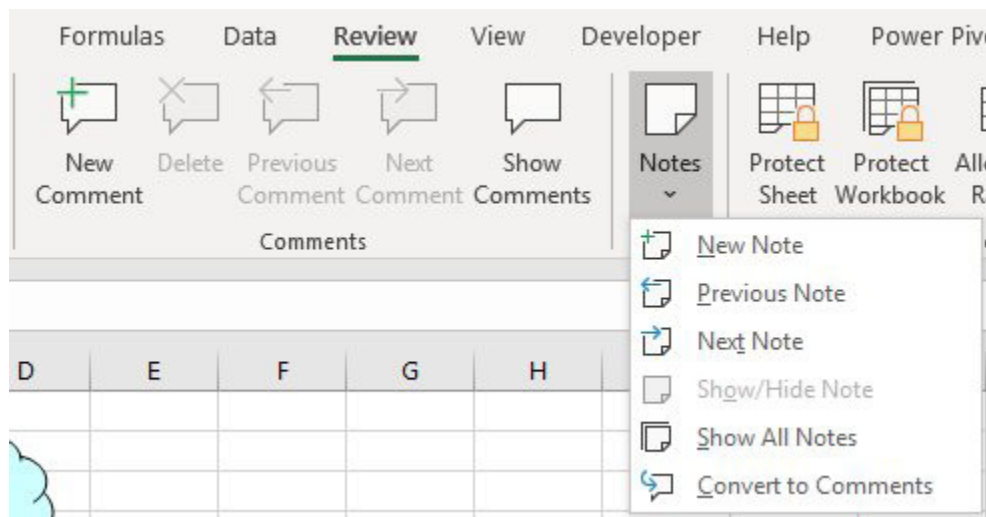 Formulas Data Review View Developer Help Power
New Delete Previous Next Show Notes Protect Protect
Comment Comment Comment Comments Sheet Workbook
Comments
New Note
Previous Note
Next Note
D E F G H
Show/Hide Note
Show All Notes
Convert to Comments